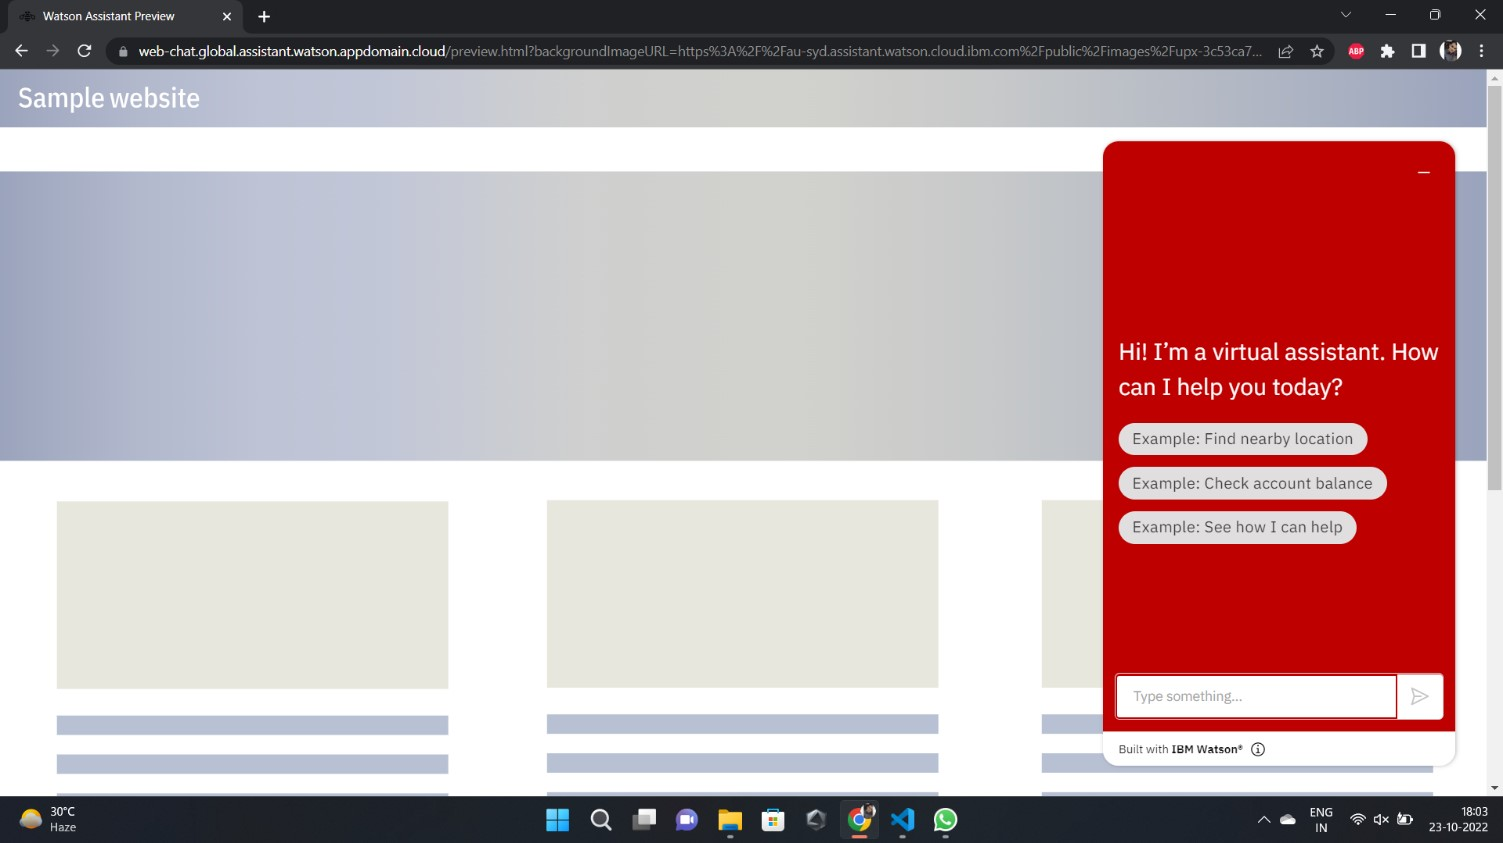 Watson Assistant Preview
web-chat.global.assistant.watson.appdomain.cloud/preview.html?backgroundImageURL=https%3A%2F%2Fau-syd.assistant.watson.cloud.ibm.com%2Fpublic%2Fimages%2Fupx-3c53ca7...
ABP
Sample website
Hi! I’m a virtual assistant. How
can I help you today?
Example: Find nearby location
Example: Check account balance
Example: See how I can help
Type something...
Built with IBM Watson®
30°C
Haze
ENG
IN
18:03
23-10-2022